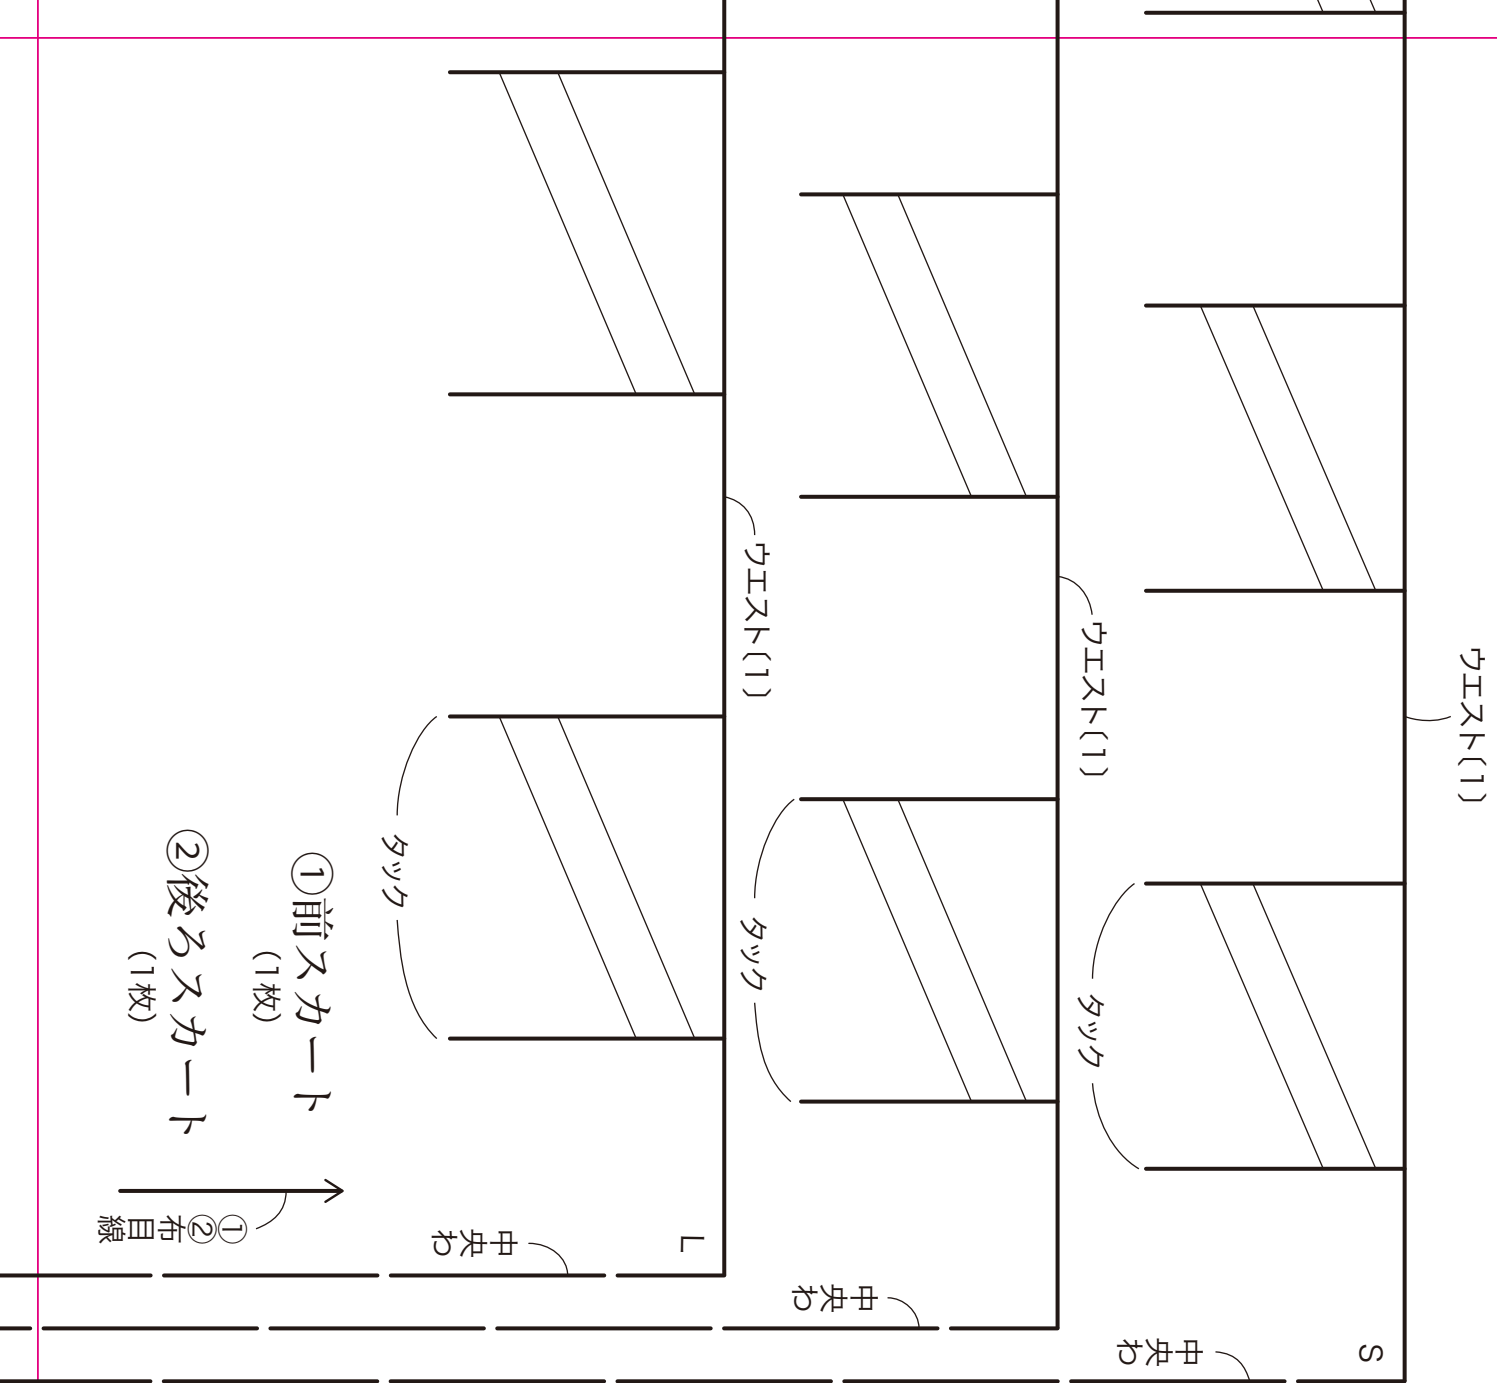 ウエスト(1)
ウエスト(1)
ウエスト(1)
タック
タック
タック
①前スカート
(1枚)
②後ろスカート
(1枚)
①②布目線
L
中央わ
中央わ
S
中央わ